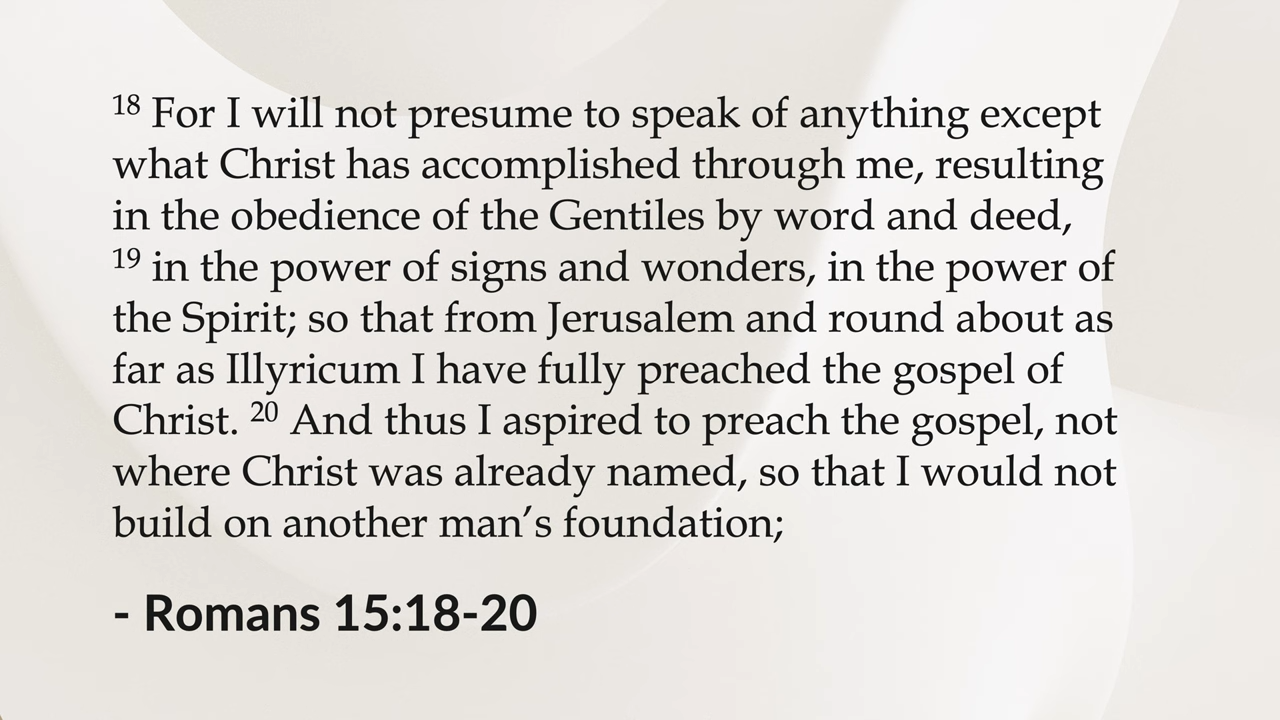 18 For I will not presume to speak of anything except
what Christ has accomplished through me, resulting
in the obedience of the Gentiles by word and deed,
19 in the power of signs and wonders, in the power of
the Spirit; so that from Jerusalem and round about as
far as Illyricum I have fully preached the gospel of
Christ. 20 And thus I aspired to preach the gospel, not
where Christ was already named, so that I would not
build on another man’s foundation;
- Romans 15:18-20